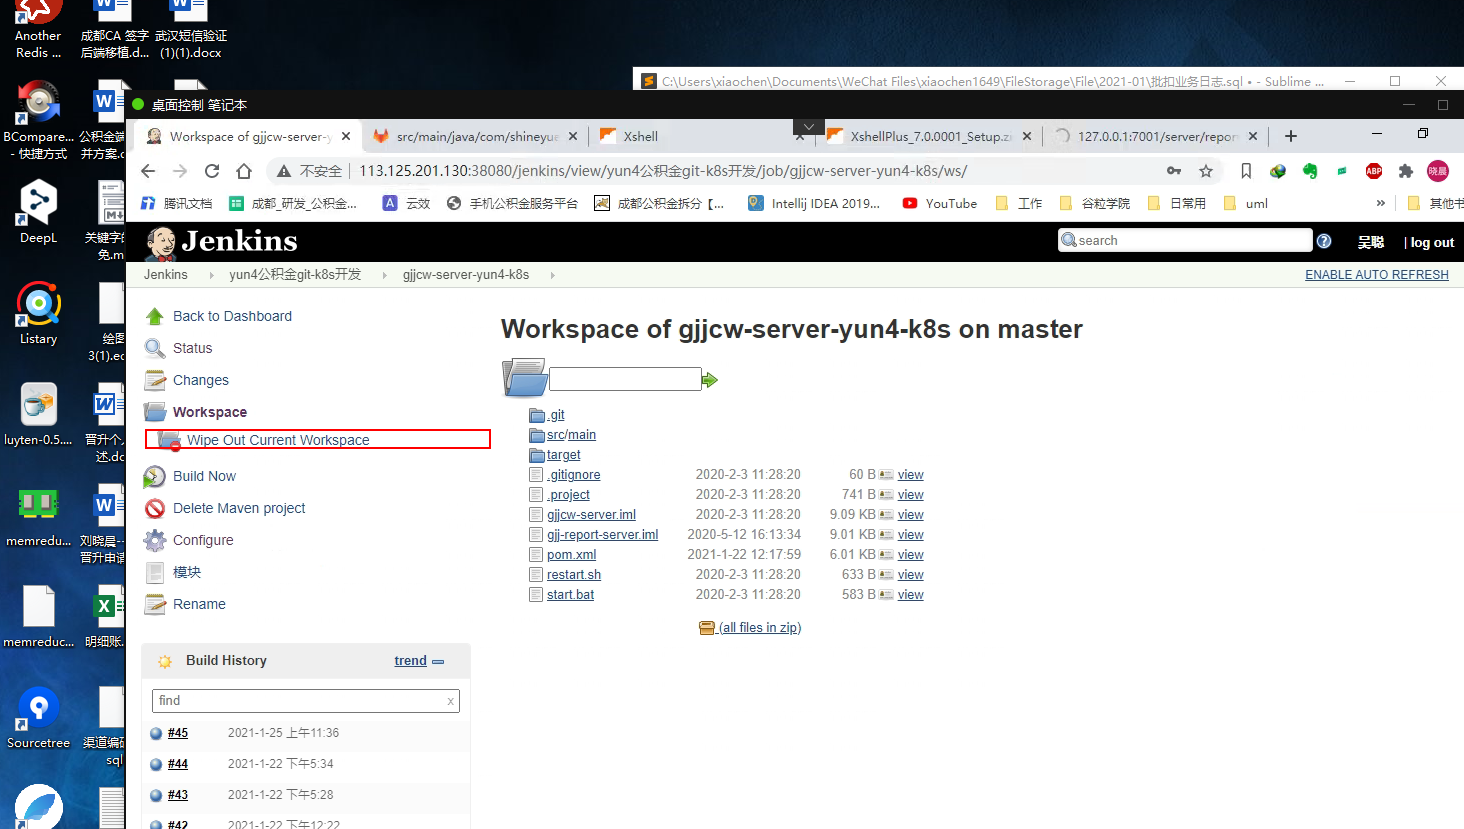 Another
Redis ...
成都CA 签字
后端移植.d...
武汉短信验证
(1)(1).docx
BCompare...
- 快捷方式
公积金端
并方案.d
DeepL
关键字的
免.m
Listary
绘图
3(1).ec
luyten-0.5....
晋升个人
述.dc
memredu...
刘晓晨--
晋升申请
memreduc...
明细账.
Sourcetree
渠道编码
sql
C:\Users\xiaochen\Documents\WeChat Files\xiaochen1649\FileStorage\File\2021-01\批扣业务日志.sql • - Sublime ...
桌面控制 笔记本
Workspace of gjjcw-server-y
src/main/java/com/shineyue
Xshell
XshellPlus_7.0.0001_Setup.zi
127.0.0.1:7001/server/repor
不安全 | 113.125.201.130:38080/jenkins/view/yun4公积金git-k8s开发/job/gjjcw-server-yun4-k8s/ws/
ABP
晓晨
腾讯文档
成都_研发_公积金...
云效
手机公积金服务平台
成都公积金拆分【...
Intellij IDEA 2019...
YouTube
工作
谷粒学院
日常用
uml
»
其他书
Jenkins
search
吴聪
| log out
Jenkins
yun4公积金git-k8s开发
gjjcw-server-yun4-k8s
ENABLE AUTO REFRESH
Back to Dashboard
Status
Changes
Workspace
Wipe Out Current Workspace
Build Now
Delete Maven project
Configure
模块
Rename
Workspace of gjjcw-server-yun4-k8s on master
.git
src/main
target
.gitignore 2020-2-3 11:28:20 60 B view
.project 2020-2-3 11:28:20 741 B view
gjjcw-server.iml 2020-2-3 11:28:20 9.09 KB view
gjj-report-server.iml 2020-5-12 16:13:34 9.01 KB view
pom.xml 2021-1-22 12:17:59 6.01 KB view
restart.sh 2020-2-3 11:28:20 633 B view
start.bat 2020-2-3 11:28:20 583 B view
(all files in zip)
Build History
trend
find
x
#45 2021-1-25 上午11:36
#44 2021-1-22 下午5:34
#43 2021-1-22 下午5:28
#42 2021-1-22 下午12:22